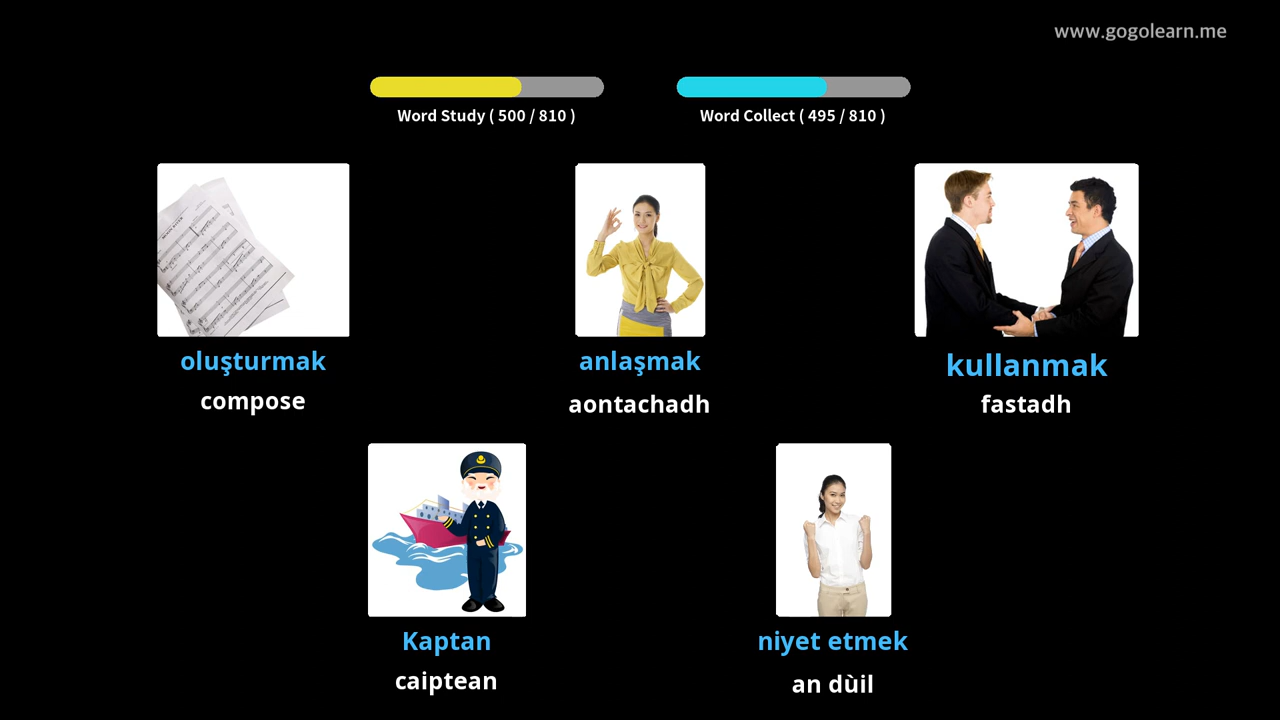 www.gogolearn.me
Word Study ( 500 / 810 )
Word Collect ( 495 / 810 )
oluşturmak
compose
anlaşmak
aontachadh
kullanmak
fastadh
Kaptan
caiptean
niyet etmek
an dùil